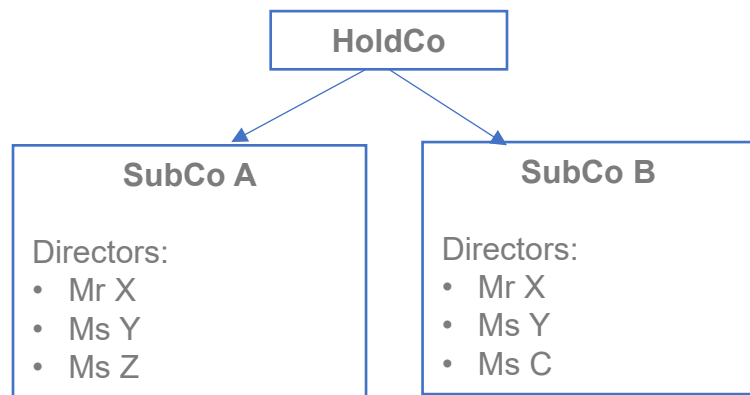 HoldCo
SubCo A
Directors:
• Mr X
• Ms Y
• Ms Z
SubCo B
Directors:
• Mr X
• Ms Y
• Ms C